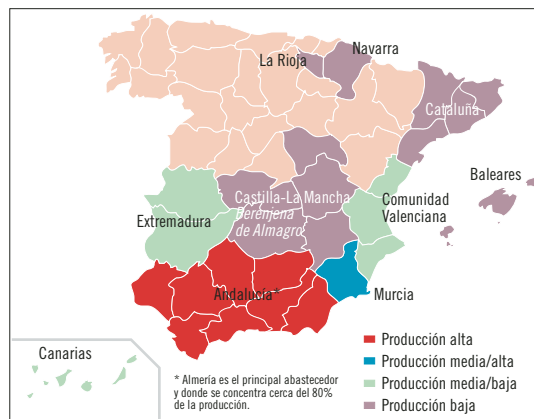 Navarra
La Rioja
Cataluña
Baleares
Castilla-La Mancha
Berenjena
de Almagro
Comunidad
Valenciana
Extremadura
Andalucía*
Murcia
Canarias
* Almería es el principal abastecedor
y donde se concentra cerca del 80%
de la producción.
Producción alta
Producción media/alta
Producción media/baja
Producción baja